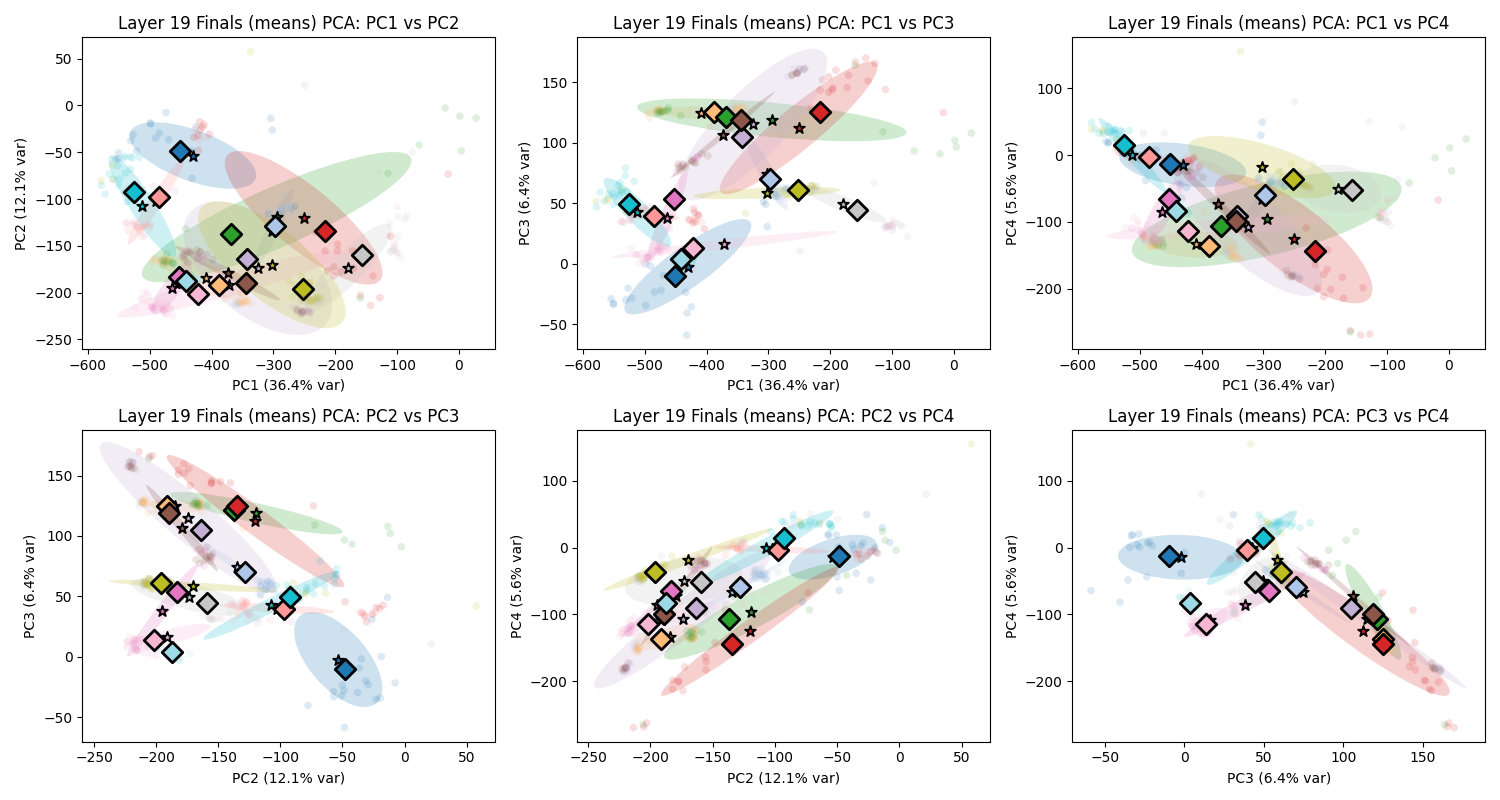 Layer 19 Finals (means) PCA: PC1 vs PC2
Layer 19 Finals (means) PCA: PC1 vs PC3
Layer 19 Finals (means) PCA: PC1 vs PC4
50
0
−50
−100
−150
−200
−250
PC2 (12.1% var)
−600 −500 −400 −300 −200 −100 0
PC1 (36.4% var)
150
100
50
0
−50
PC3 (6.4% var)
−600 −500 −400 −300 −200 −100 0
PC1 (36.4% var)
100
0
−100
−200
PC4 (5.6% var)
−600 −500 −400 −300 −200 −100 0
PC1 (36.4% var)
Layer 19 Finals (means) PCA: PC2 vs PC3
Layer 19 Finals (means) PCA: PC2 vs PC4
Layer 19 Finals (means) PCA: PC3 vs PC4
150
100
50
0
−50
PC3 (6.4% var)
−250 −200 −150 −100 −50 0 50
PC2 (12.1% var)
100
0
−100
−200
PC4 (5.6% var)
−250 −200 −150 −100 −50 0 50
PC2 (12.1% var)
100
0
−100
−200
PC4 (5.6% var)
−50 0 50 100 150
PC3 (6.4% var)